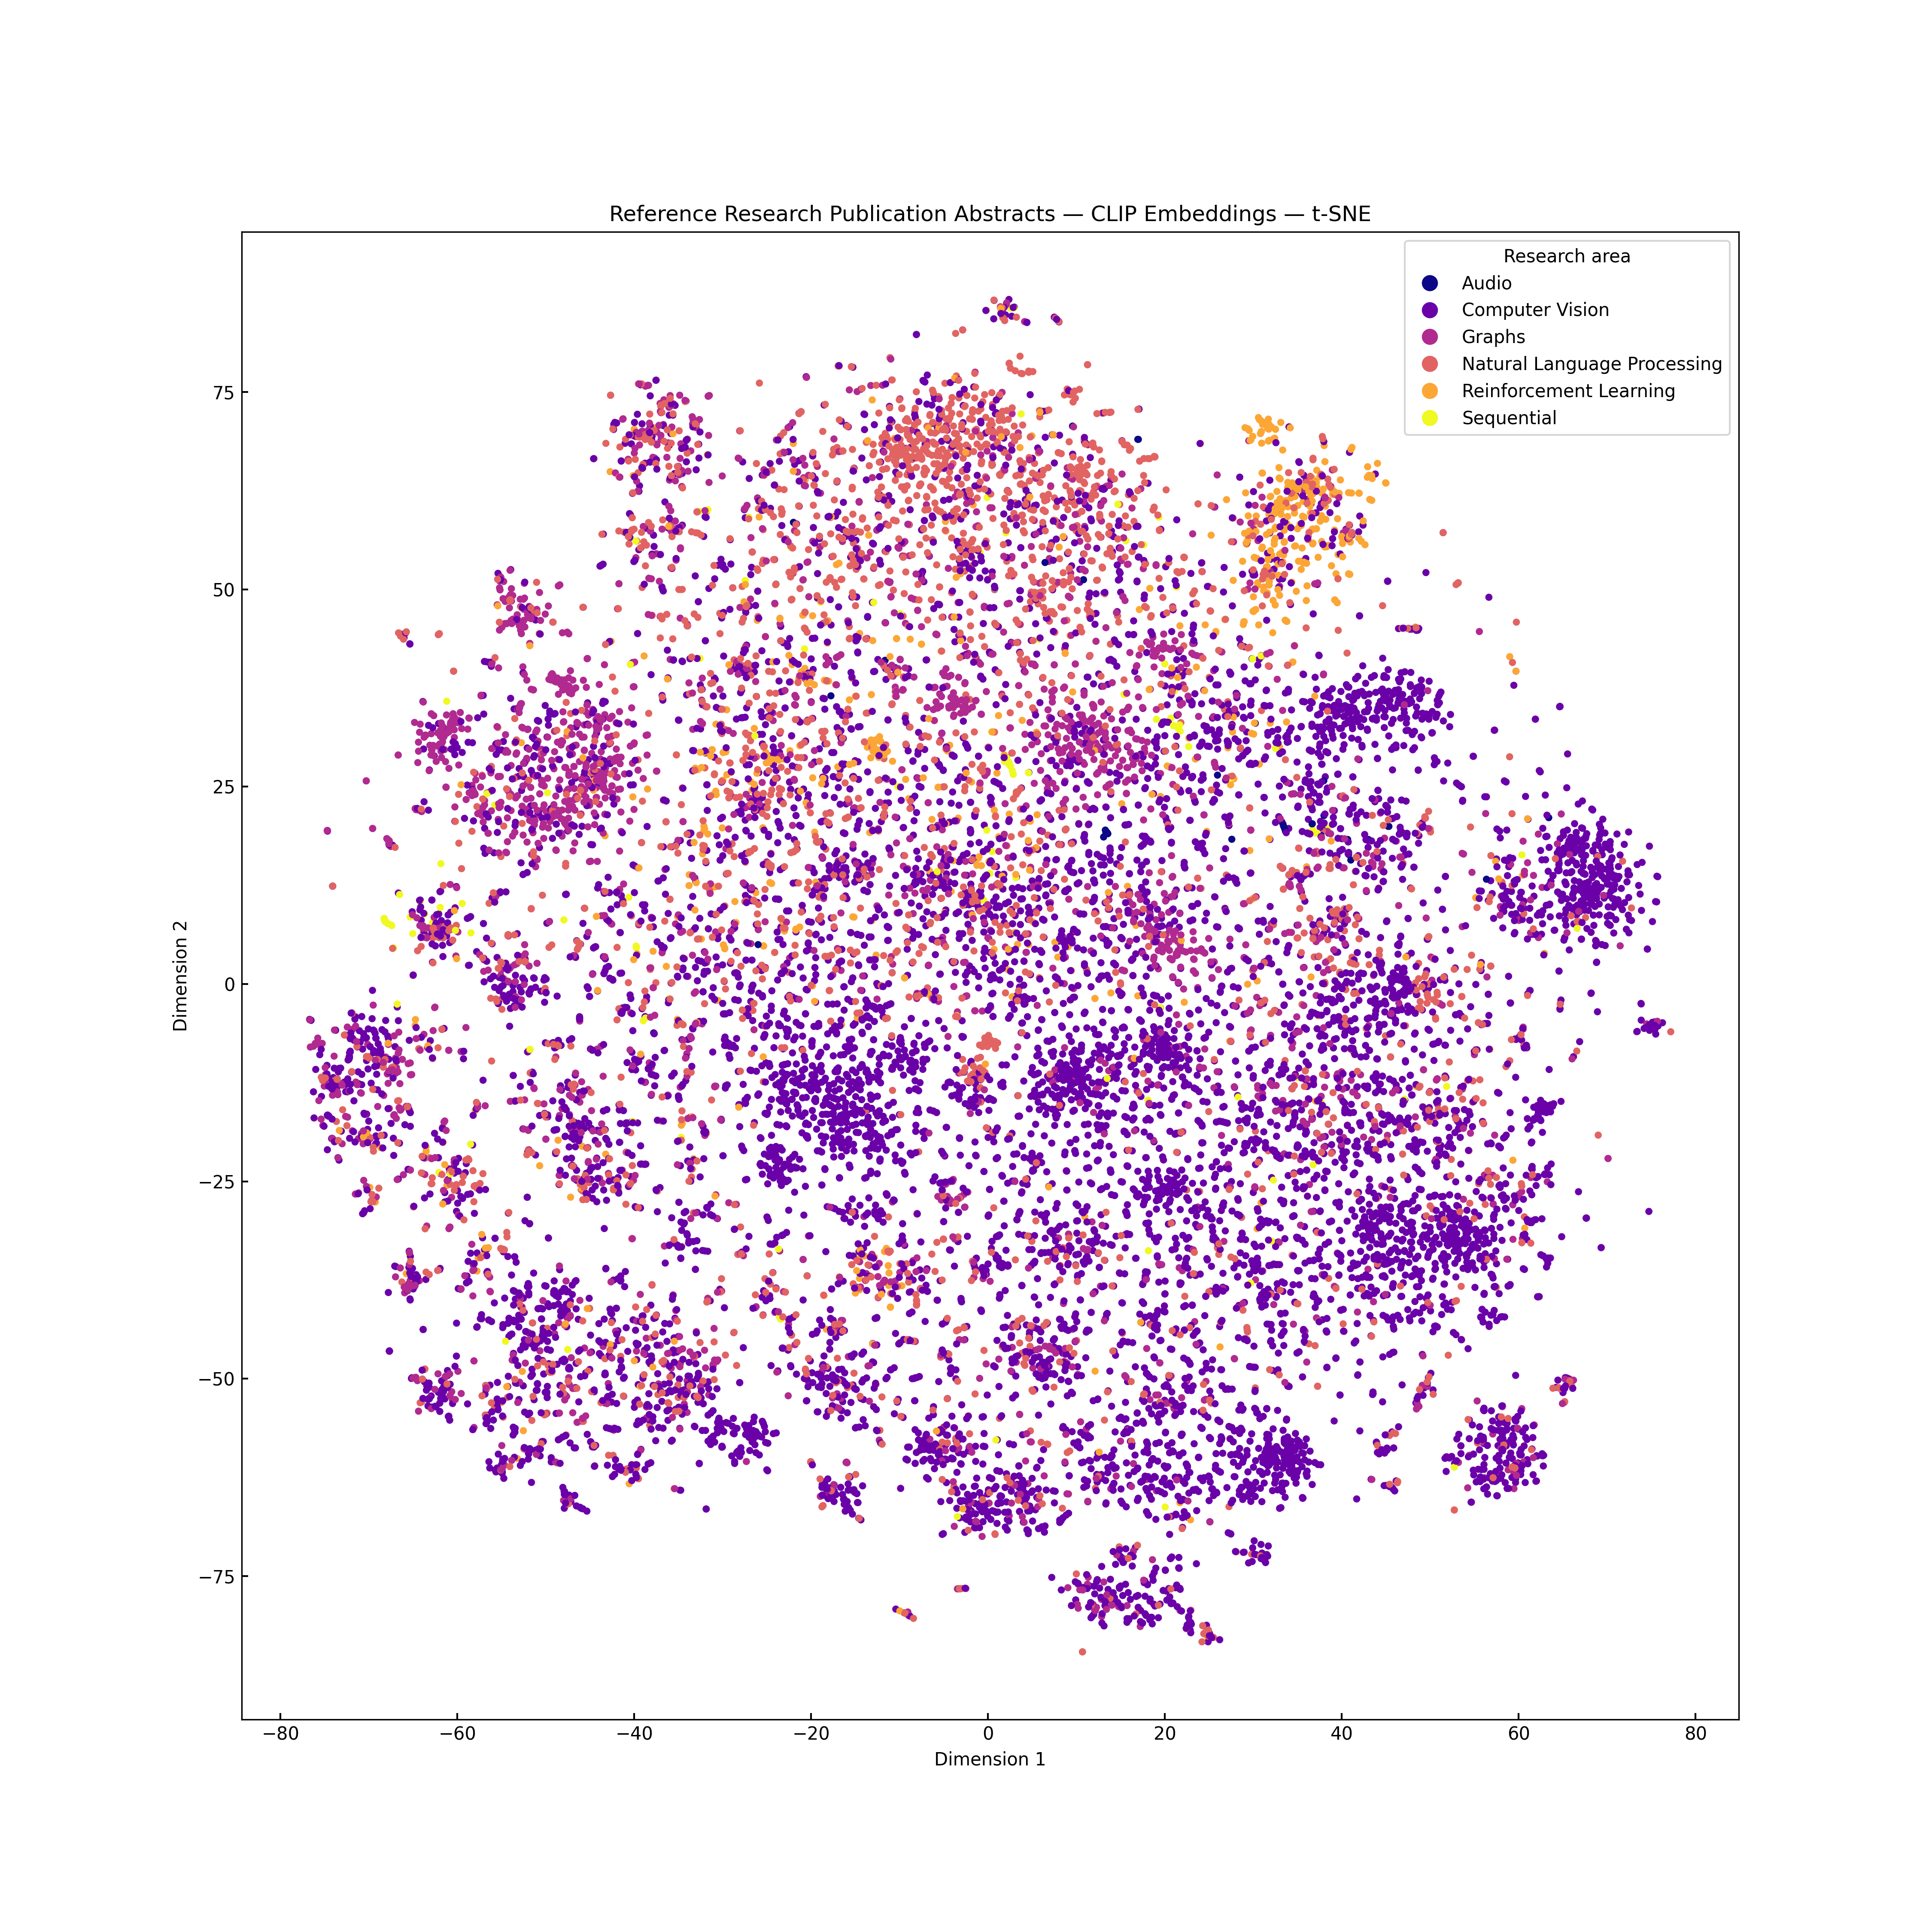 Reference Research Publication Abstracts — CLIP Embeddings — t-SNE
Research area
Audio
Computer Vision
Graphs
Natural Language Processing
Reinforcement Learning
Sequential
75
50
25
0
−25
−50
−75
Dimension 2
−80 −60 −40 −20 0 20 40 60 80
Dimension 1